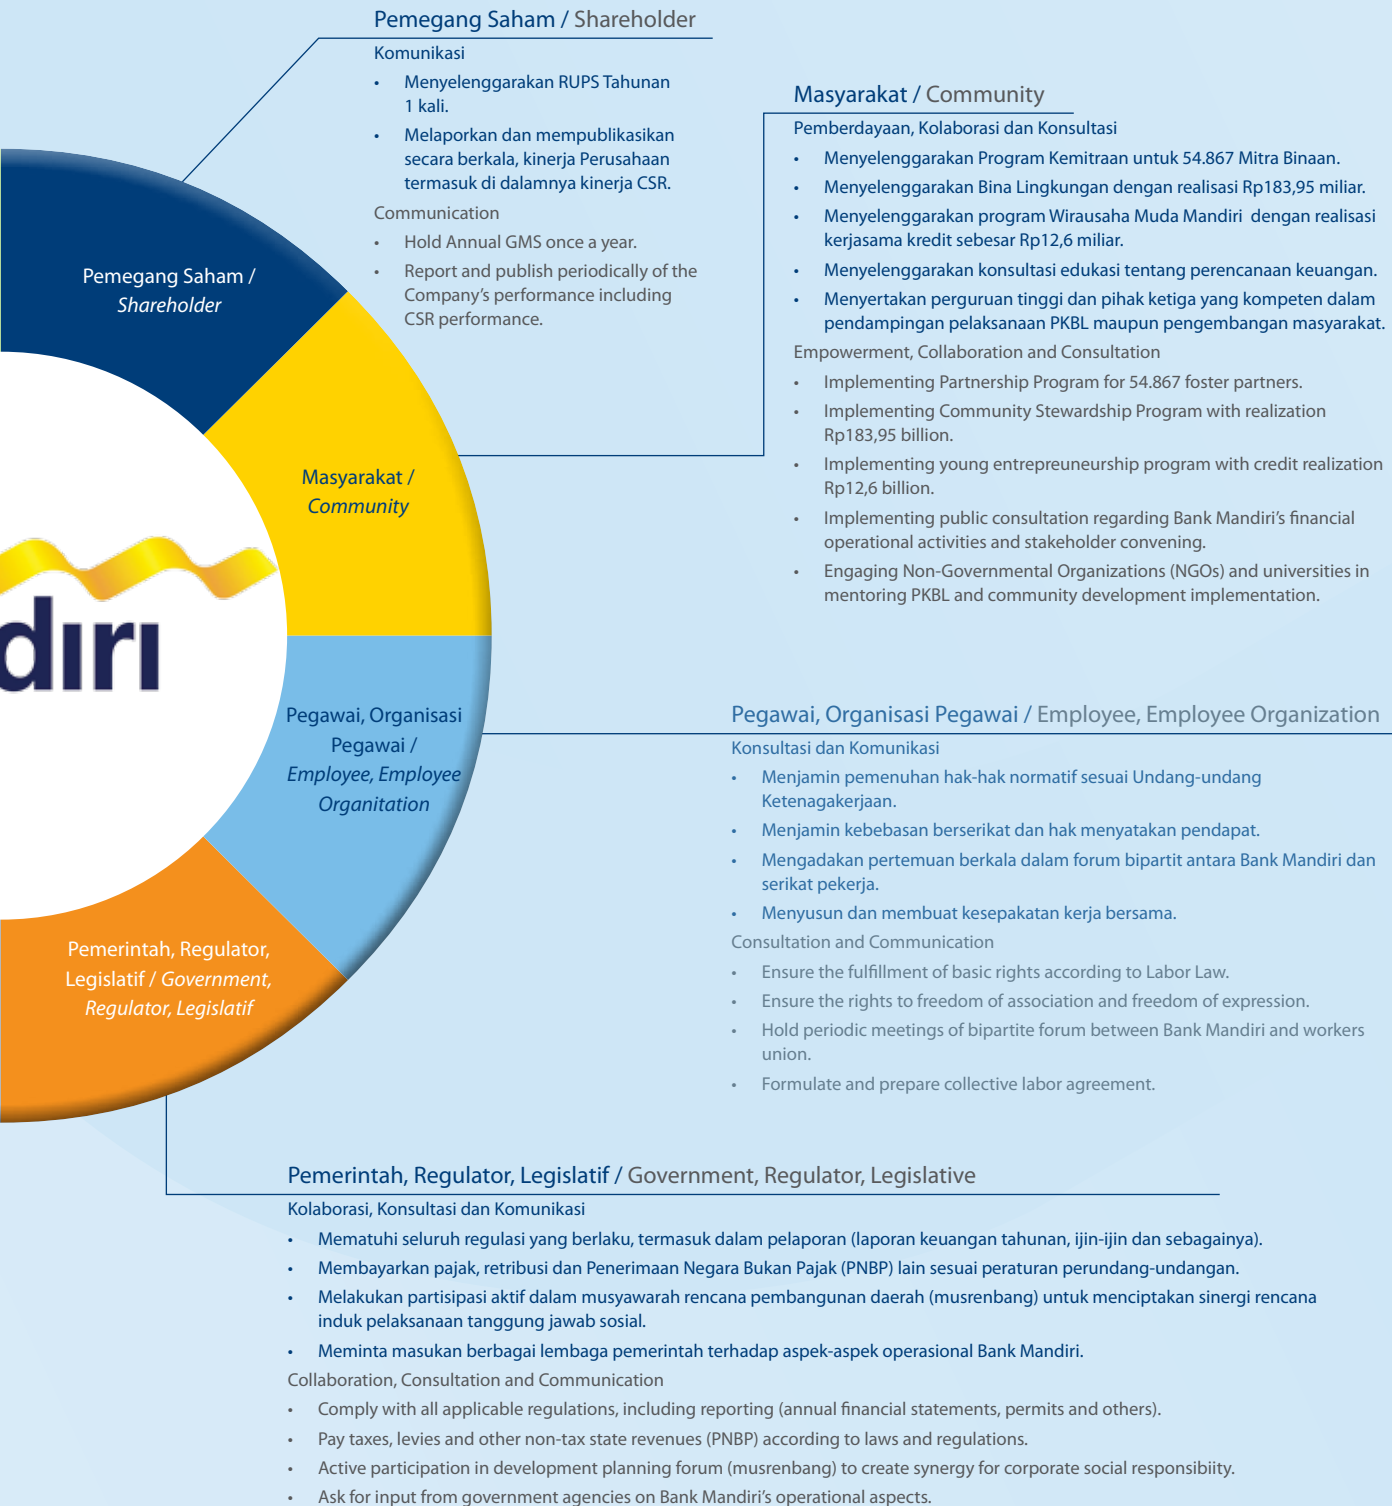 Pemegang Saham / Shareholder
Komunikasi
• Menyelenggarakan RUPS Tahunan
1 kali.
• Melaporkan dan mempublikasikan
secara berkala, kinerja Perusahaan
termasuk di dalamnya kinerja CSR.
Communication
• Hold Annual GMS once a year.
• Report and publish periodically of the
Company's performance including
CSR performance.
Masyarakat / Community
Pemberdayaan, Kolaborasi dan Konsultasi
• Menyelenggarakan Program Kemitraan untuk 54.867 Mitra Binaan.
• Menyelenggarakan Bina Lingkungan dengan realisasi Rp183,95 miliar.
• Menyelenggarakan program Wirausaha Muda Mandiri dengan realisasi
kerjasama kredit sebesar Rp12,6 miliar.
• Menyelenggarakan konsultasi edukasi tentang perencanaan keuangan.
• Menyertakan perguruan tinggi dan pihak ketiga yang kompeten dalam
pendampingan pelaksanaan PKBL maupun pengembangan masyarakat.
Empowerment, Collaboration and Consultation
• Implementing Partnership Program for 54.867 foster partners.
• Implementing Community Stewardship Program with realization
Rp183,95 billion.
• Implementing young entrepreuneurship program with credit realization
Rp12,6 billion.
• Implementing public consultation regarding Bank Mandiri's financial
operational activities and stakeholder convening.
• Engaging Non-Governmental Organizations (NGOs) and universities in
mentoring PKBL and community development implementation.
Pemegang Saham /
Shareholder
Masyarakat /
Community
diri
Pegawai, Organisasi
Pegawai /
Employee, Employee
Organitation
Pemerintah, Regulator,
Legislatif / Government,
Regulator, Legislatif
Pegawai, Organisasi Pegawai / Employee, Employee Organization
Konsultasi dan Komunikasi
• Menjamin pemenuhan hak-hak normatif sesuai Undang-undang
Ketenagakerjaan.
• Menjamin kebebasan berserikat dan hak menyatakan pendapat.
• Mengadakan pertemuan berkala dalam forum bipartit antara Bank Mandiri dan
serikat pekerja.
• Menyusun dan membuat kesepakatan kerja bersama.
Consultation and Communication
• Ensure the fulfillment of basic rights according to Labor Law.
• Ensure the rights to freedom of association and freedom of expression.
• Hold periodic meetings of bipartite forum between Bank Mandiri and workers
union.
• Formulate and prepare collective labor agreement.
Pemerintah, Regulator, Legislatif / Government, Regulator, Legislative
Kolaborasi, Konsultasi dan Komunikasi
• Mematuhi seluruh regulasi yang berlaku, termasuk dalam pelaporan (laporan keuangan tahunan, ijin-ijin dan sebagainya).
• Membayarkan pajak, retribusi dan Penerimaan Negara Bukan Pajak (PNBP) lain sesuai peraturan perundang-undangan.
• Melakukan partisipasi aktif dalam musyawarah rencana pembangunan daerah (musrenbang) untuk menciptakan sinergi rencana
induk pelaksanaan tanggung jawab sosial.
• Meminta masukan berbagai lembaga pemerintah terhadap aspek-aspek operasional Bank Mandiri.
Collaboration, Consultation and Communication
• Comply with all applicable regulations, including reporting (annual financial statements, permits and others).
• Pay taxes, levies and other non-tax state revenues (PNBP) according to laws and regulations.
• Active participation in development planning forum (musrenbang) to create synergy for corporate social responsibiity.
• Ask for input from government agencies on Bank Mandiri's operational aspects.